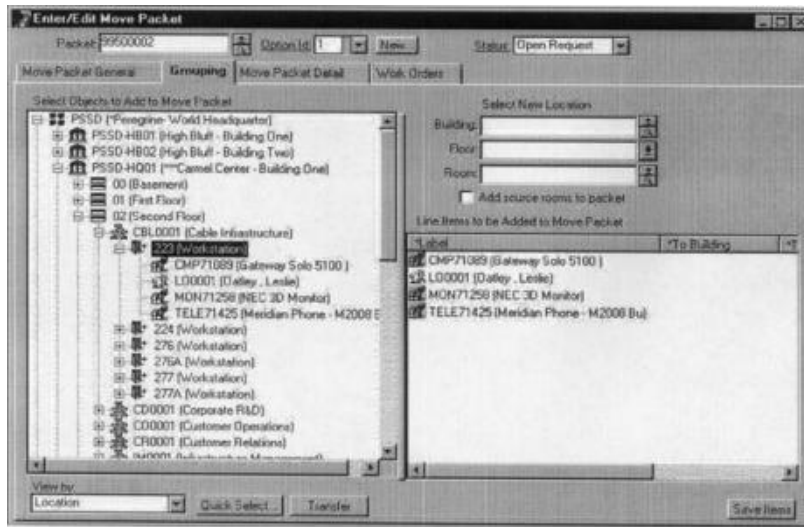 Enter/Edit Move Packet
Packet: 99500002 Option Id: 1 New... Status: Open Request
Move Packet General Grouping Move Packet Detail Work Orders
Select Objects to Add to Move Packet
PSSD (*Peregrine- World Headquarter)
PSSD-HB01 (High Bluff - Building One)
PSSD-HB02 (High Bluff - Building Two)
PSSD-HQ01 (***Carmel Center - Building One)
00 (Basement)
01 (First Floor)
02 (Second Floor)
CBL0001 (Cable Infrastructure)
223 (Workstation)
CMP71089 (Gateway Solo 5100 )
LO0001 (Oatley , Leslie)
MON71258 (NEC 3D Monitor)
TELE71425 (Meridian Phone - M2008 B
224 (Workstation)
276 (Workstation)
276A (Workstation)
277 (Workstation)
277A (Workstation)
CD0001 (Corporate R&D)
CO0001 (Customer Operations)
CR0001 (Customer Relations)
IM0001 (Infrastructure Management)
View by:
Location Quick Select... Transfer
Select New Location
Building:
Floor:
Room:
Add source rooms to packet
Line Items to be Added to Move Packet
*Label *To Building *T
CMP71089 (Gateway Solo 5100 )
LO0001 (Oatley , Leslie)
MON71258 (NEC 3D Monitor)
TELE71425 (Meridian Phone - M2008 Bu)
Save Items